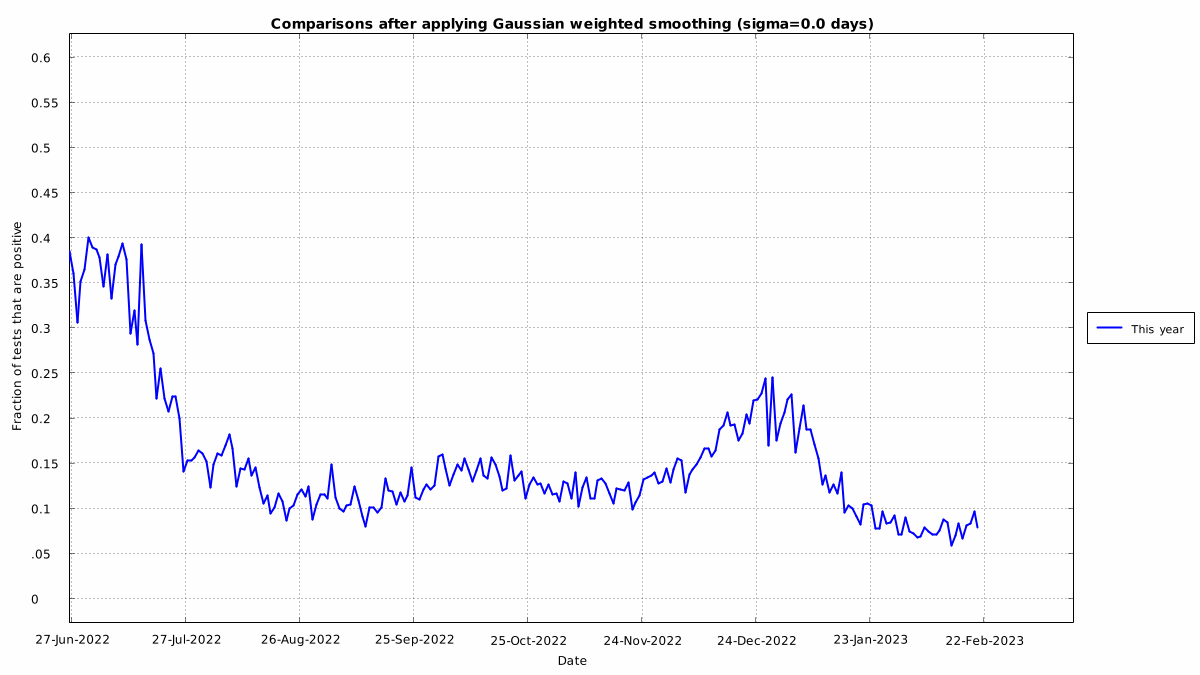 Comparisons after applying Gaussian weighted smoothing (sigma=0.0 days)
0.6
0.55
0.5
0.45
0.4
0.35
0.3
0.25
0.2
0.15
0.1
.05
0
Fraction of tests that are positive
This year
27-Jun-2022 27-Jul-2022 26-Aug-2022 25-Sep-2022 25-Oct-2022 24-Nov-2022 24-Dec-2022 23-Jan-2023 22-Feb-2023
Date